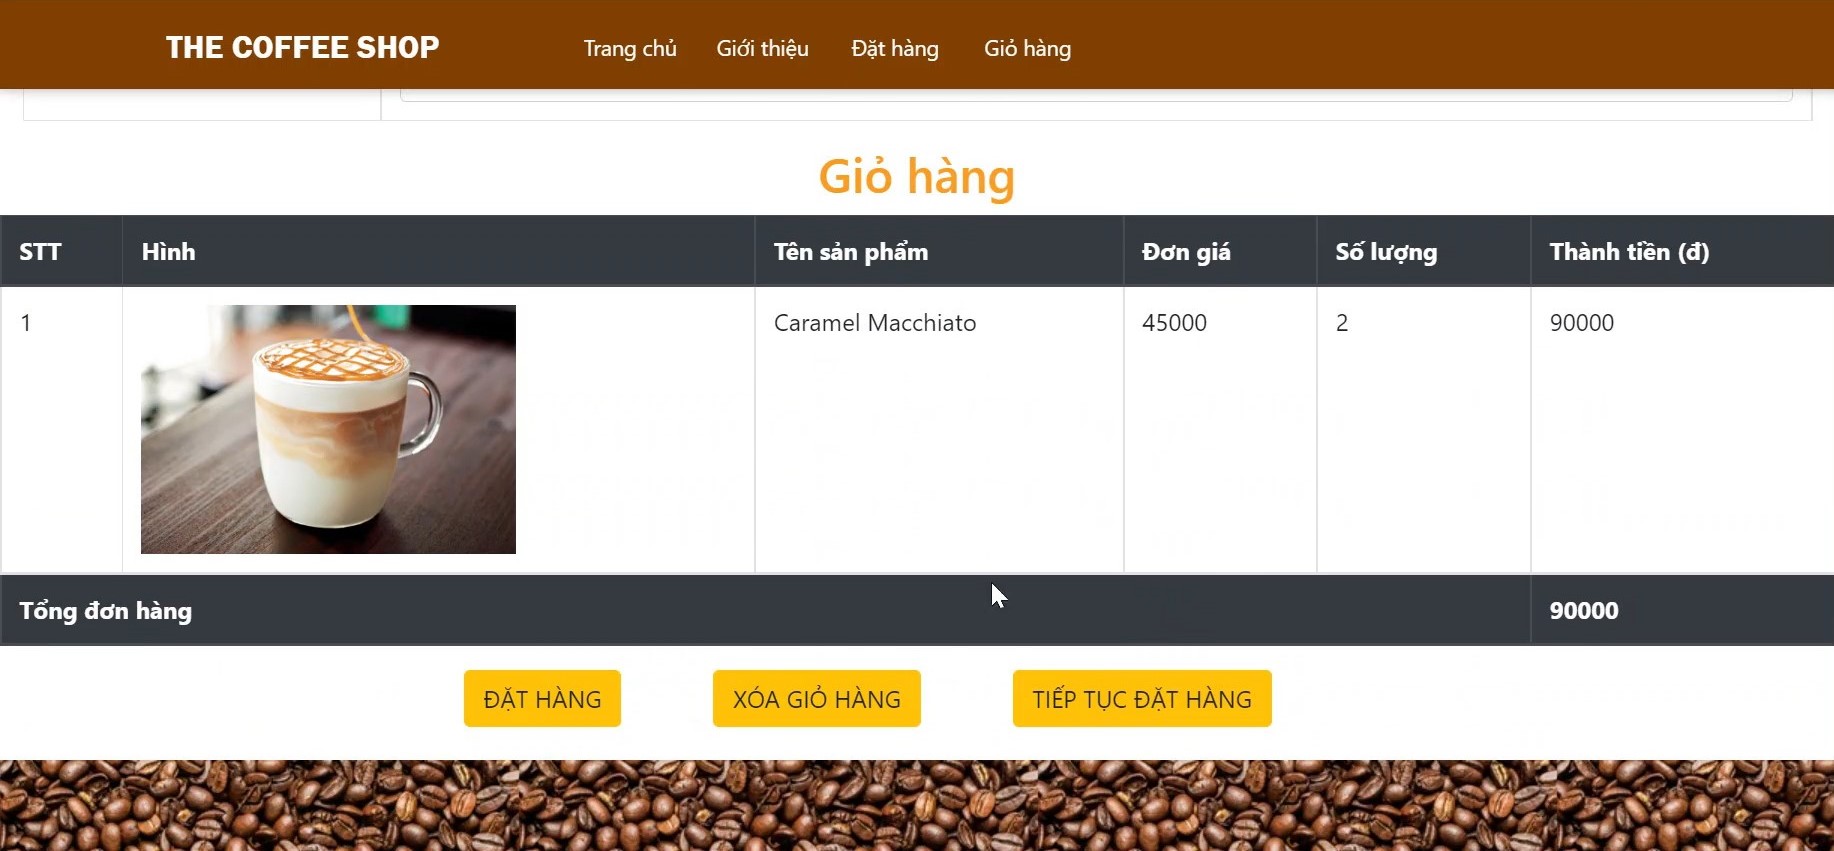 THE COFFEE SHOP Trang chủ Giới thiệu Đặt hàng Giỏ hàng
Giỏ hàng
STT Hình Tên sản phẩm Đơn giá Số lượng Thành tiền (đ)
1 Caramel Macchiato 45000 2 90000
Tổng đơn hàng 90000
ĐẶT HÀNG XÓA GIỎ HÀNG TIẾP TỤC ĐẶT HÀNG